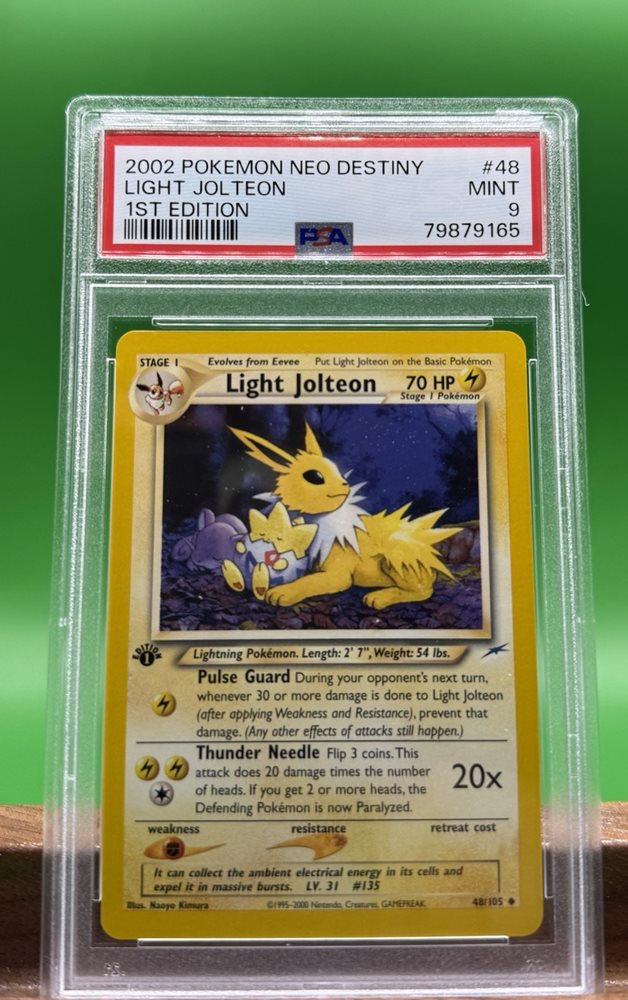 2002 POKEMON NEO DESTINY #48
LIGHT JOLTEON MINT
1ST EDITION 9
PSA 79879165
STAGE 1 Evolves from Eevee Put Light Jolteon on the Basic Pokémon
Light Jolteon 70 HP
Stage 1 Pokémon
EDITION 1
Lightning Pokémon. Length: 2' 7", Weight: 54 lbs.
Pulse Guard During your opponent's next turn,
whenever 30 or more damage is done to Light Jolteon
(after applying Weakness and Resistance), prevent that
damage. (Any other effects of attacks still happen.)
Thunder Needle Flip 3 coins. This
attack does 20 damage times the number
of heads. If you get 2 or more heads, the
Defending Pokémon is now Paralyzed.
20x
weakness resistance retreat cost
It can collect the ambient electrical energy in its cells and
expel it in massive bursts. LV. 31 #135
Illus. Naoyo Kimura ©1995-2000 Nintendo, Creatures, GAMEFREAK. 48/105